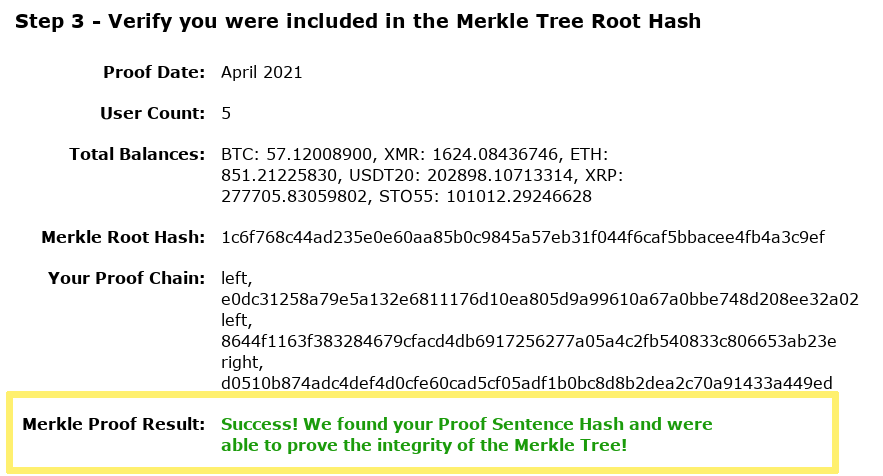 Step 3 - Verify you were included in the Merkle Tree Root Hash
Proof Date: April 2021
User Count: 5
Total Balances: BTC: 57.12008900, XMR: 1624.08436746, ETH:
851.21225830, USDT20: 202898.10713314, XRP:
277705.83059802, STO55: 101012.29246628
Merkle Root Hash: 1c6f768c44ad235e0e60aa85b0c9845a57eb31f044f6caf5bbacee4fb4a3c9ef
Your Proof Chain: left,
e0dc31258a79e5a132e6811176d10ea805d9a99610a67a0bbe748d208ee32a02
left,
8644f1163f383284679cfacd4db6917256277a05a4c2fb540833c806653ab23e
right,
d0510b874adc4def4d0cfe60cad5cf05adf1b0bc8d8b2dea2c70a91433a449ed
Merkle Proof Result: Success! We found your Proof Sentence Hash and were
able to prove the integrity of the Merkle Tree!